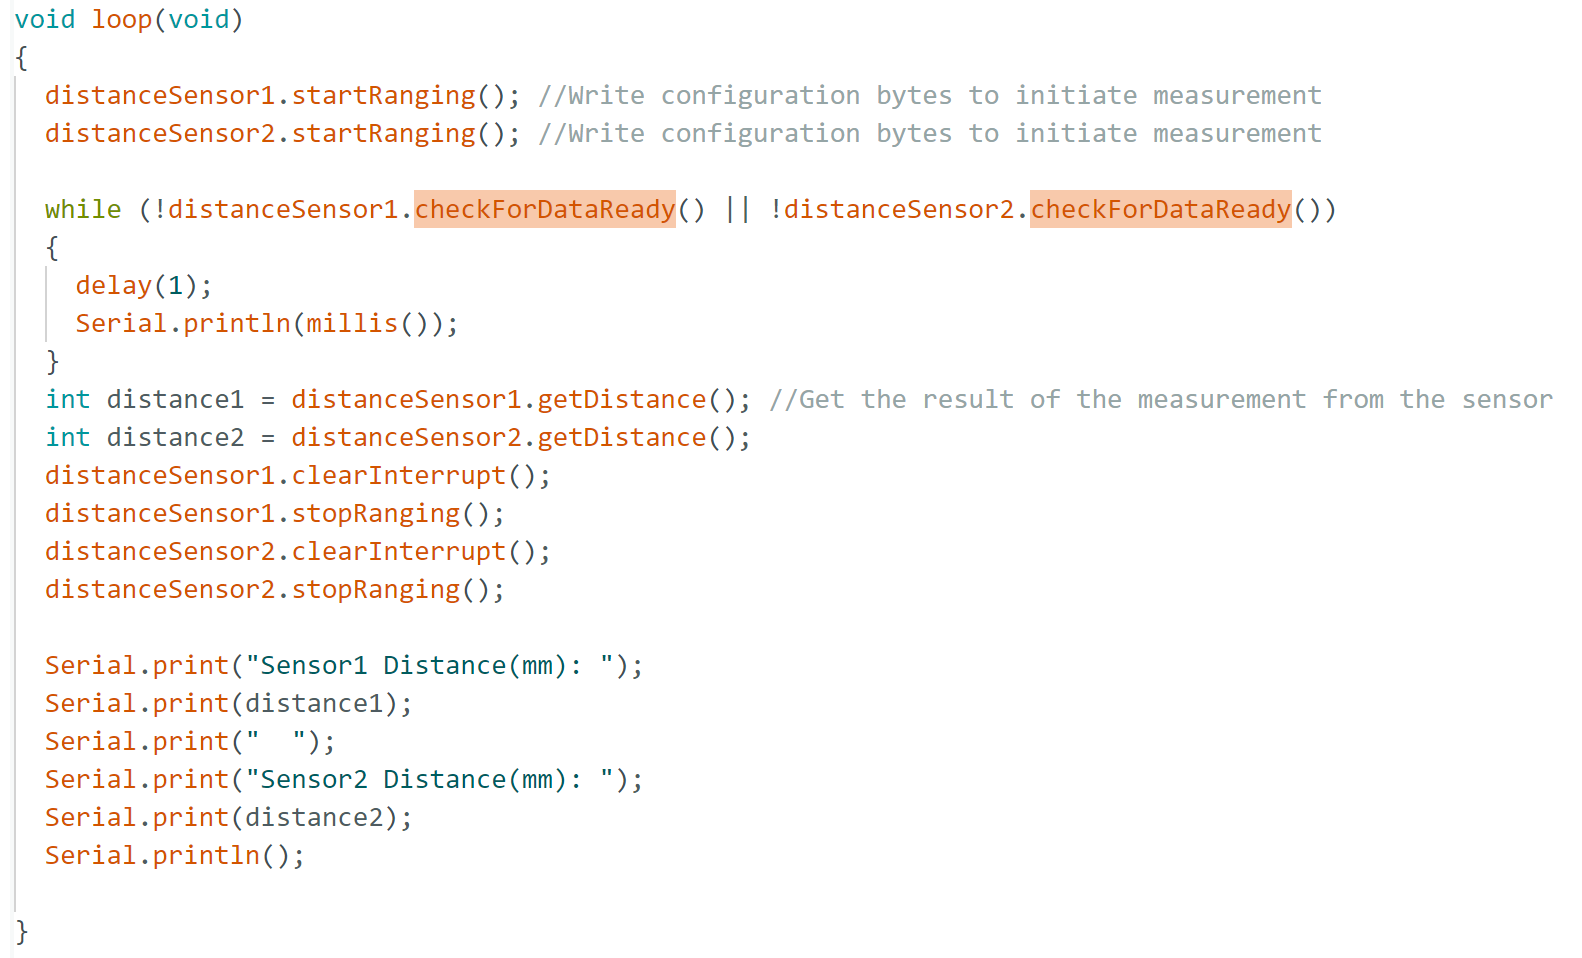 void loop(void)
{
  distanceSensor1.startRanging(); //Write configuration bytes to initiate measurement
  distanceSensor2.startRanging(); //Write configuration bytes to initiate measurement

  while (!distanceSensor1.checkForDataReady() || !distanceSensor2.checkForDataReady())
  {
    delay(1);
    Serial.println(millis());
  }
  int distance1 = distanceSensor1.getDistance(); //Get the result of the measurement from the sensor
  int distance2 = distanceSensor2.getDistance();
  distanceSensor1.clearInterrupt();
  distanceSensor1.stopRanging();
  distanceSensor2.clearInterrupt();
  distanceSensor2.stopRanging();

  Serial.print("Sensor1 Distance(mm): ");
  Serial.print(distance1);
  Serial.print("  ");
  Serial.print("Sensor2 Distance(mm): ");
  Serial.print(distance2);
  Serial.println();

}